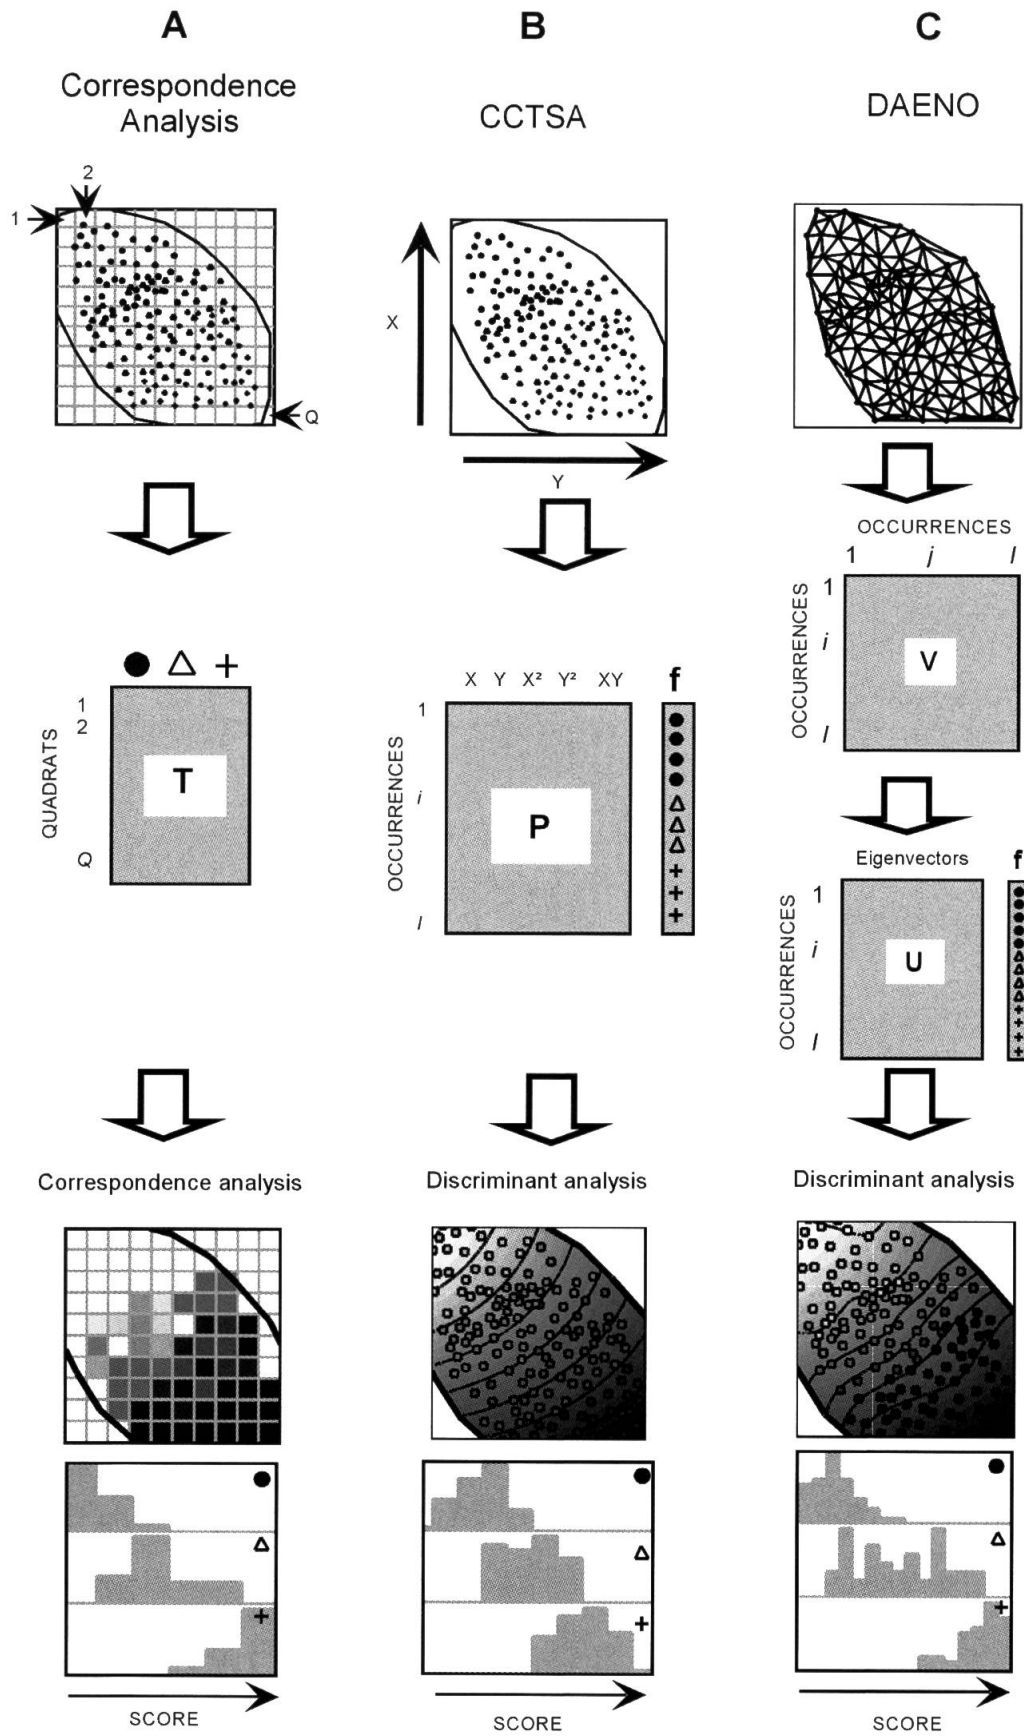 A
Correspondence
Analysis
2
1
Q
QUADRATS
1
2
Q
T
Correspondence analysis
SCORE
B
CCTSA
X
Y
X Y X² Y² XY f
OCCURRENCES
1
i
I
P
Discriminant analysis
SCORE
C
DAENO
OCCURRENCES
1 j I
OCCURRENCES
1
i
I
V
Eigenvectors f
OCCURRENCES
1
i
I
U
Discriminant analysis
SCORE